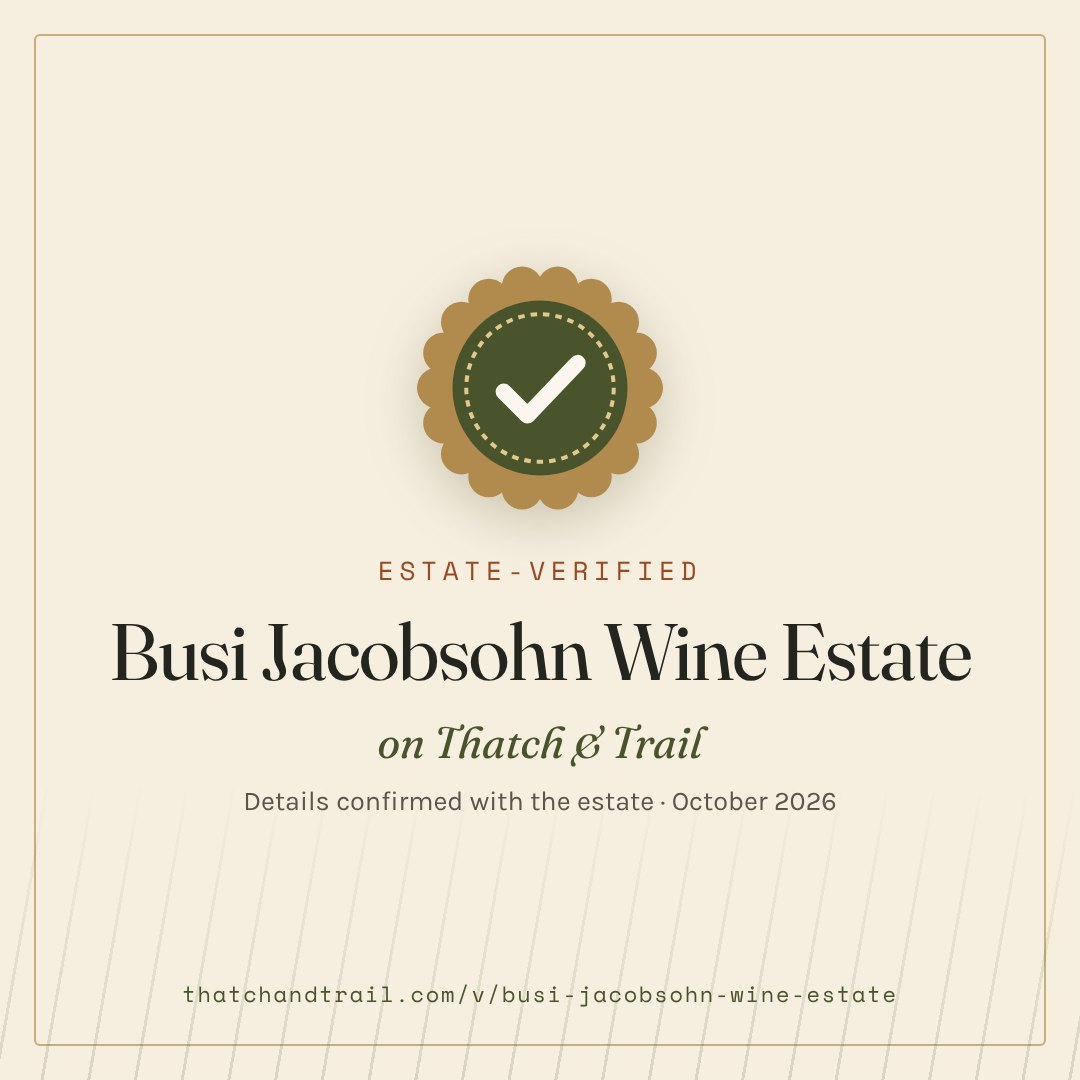 ESTATE-VERIFIED
Busi Jacobsohn Wine Estate
on Thatch & Trail
Details confirmed with the estate · October 2026
thatchandtrail.com/v/busi-jacobsohn-wine-estate